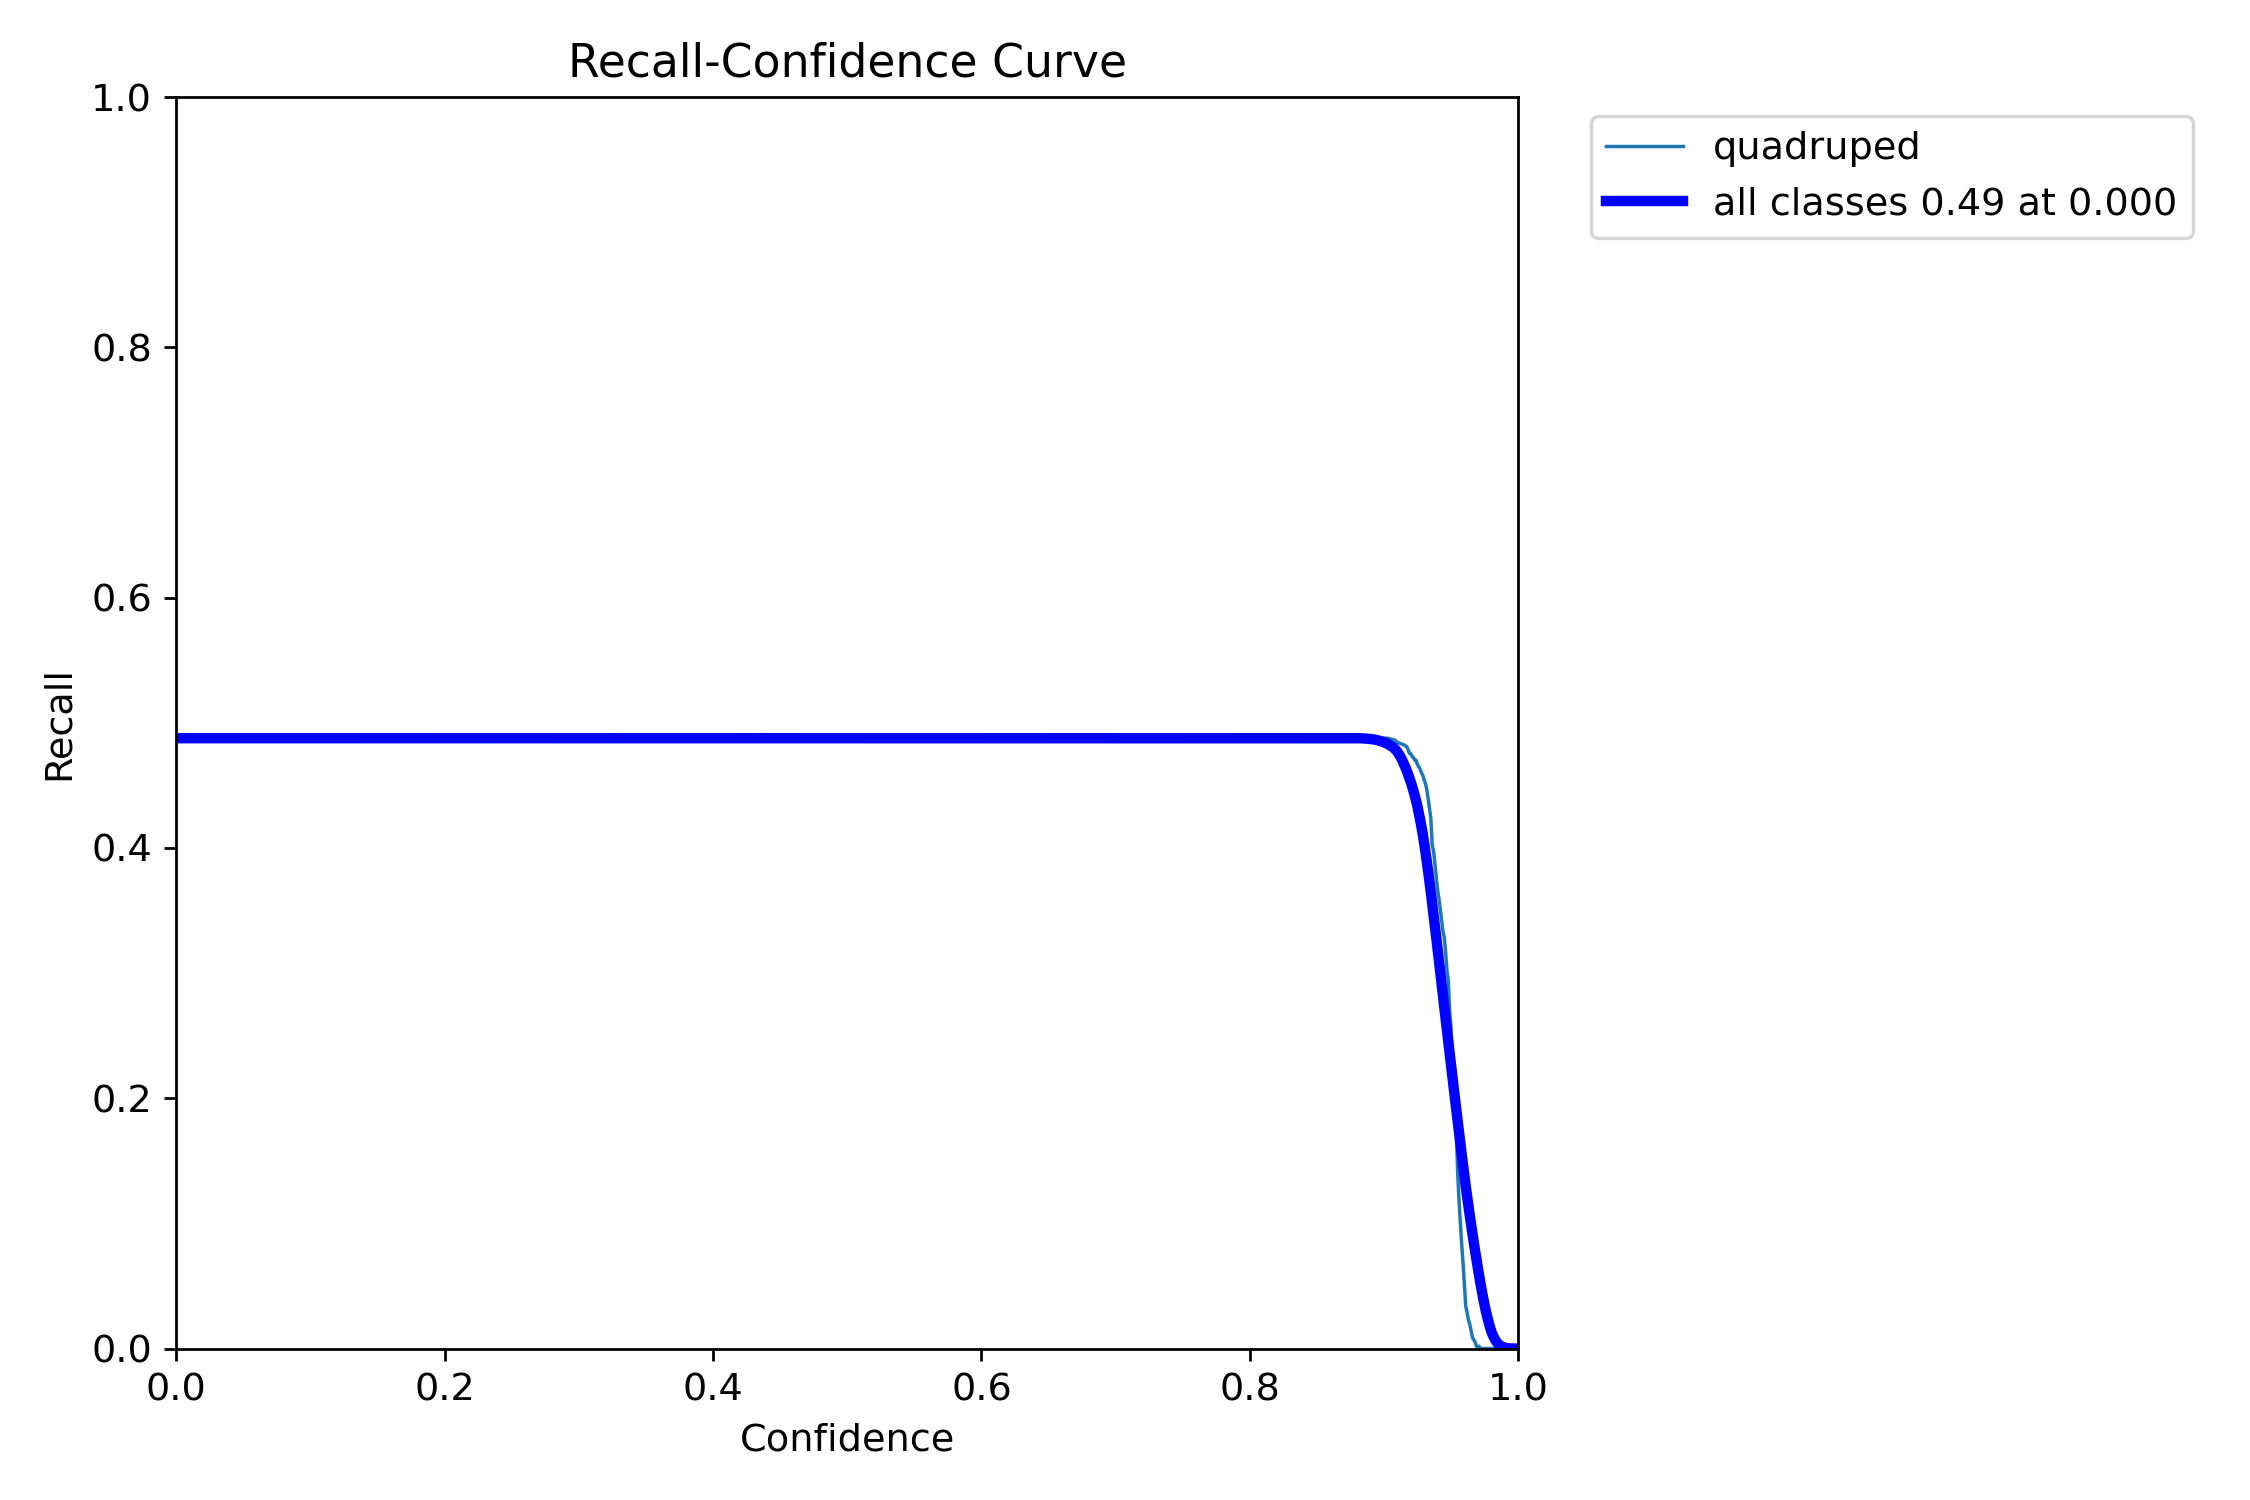 Recall-Confidence Curve
quadruped
all classes 0.49 at 0.000
1.0
0.8
0.6
0.4
0.2
0.0
Recall
0.0 0.2 0.4 0.6 0.8 1.0
Confidence